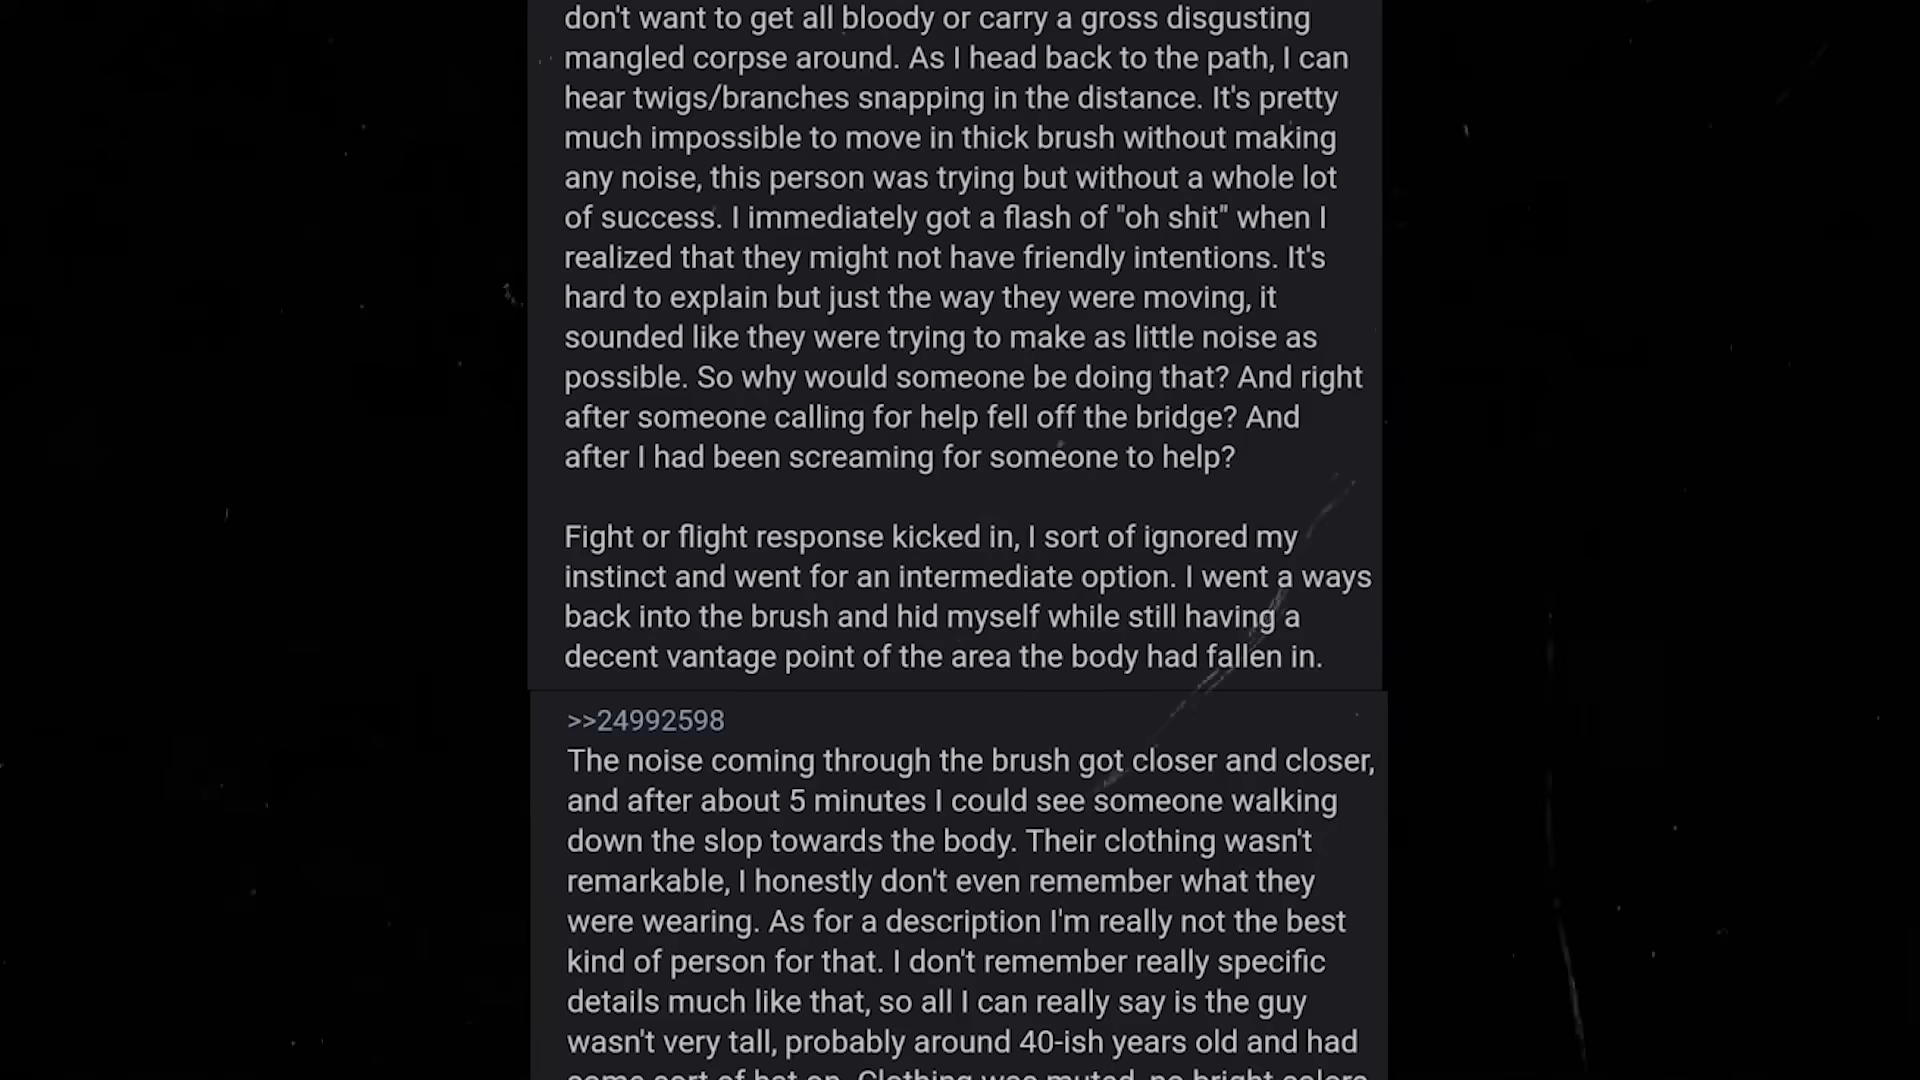 don't want to get all bloody or carry a gross disgusting
mangled corpse around. As I head back to the path, I can
hear twigs/branches snapping in the distance. It's pretty
much impossible to move in thick brush without making
any noise, this person was trying but without a whole lot
of success. I immediately got a flash of "oh shit" when I
realized that they might not have friendly intentions. It's
hard to explain but just the way they were moving, it
sounded like they were trying to make as little noise as
possible. So why would someone be doing that? And right
after someone calling for help fell off the bridge? And
after I had been screaming for someone to help?
Fight or flight response kicked in, I sort of ignored my
instinct and went for an intermediate option. I went a ways
back into the brush and hid myself while still having a
decent vantage point of the area the body had fallen in.
>>24992598
The noise coming through the brush got closer and closer,
and after about 5 minutes I could see someone walking
down the slop towards the body. Their clothing wasn't
remarkable, I honestly don't even remember what they
were wearing. As for a description I'm really not the best
kind of person for that. I don't remember really specific
details much like that, so all I can really say is the guy
wasn't very tall, probably around 40-ish years old and had
some sort of hat on. Clothing was muted, no bright colors